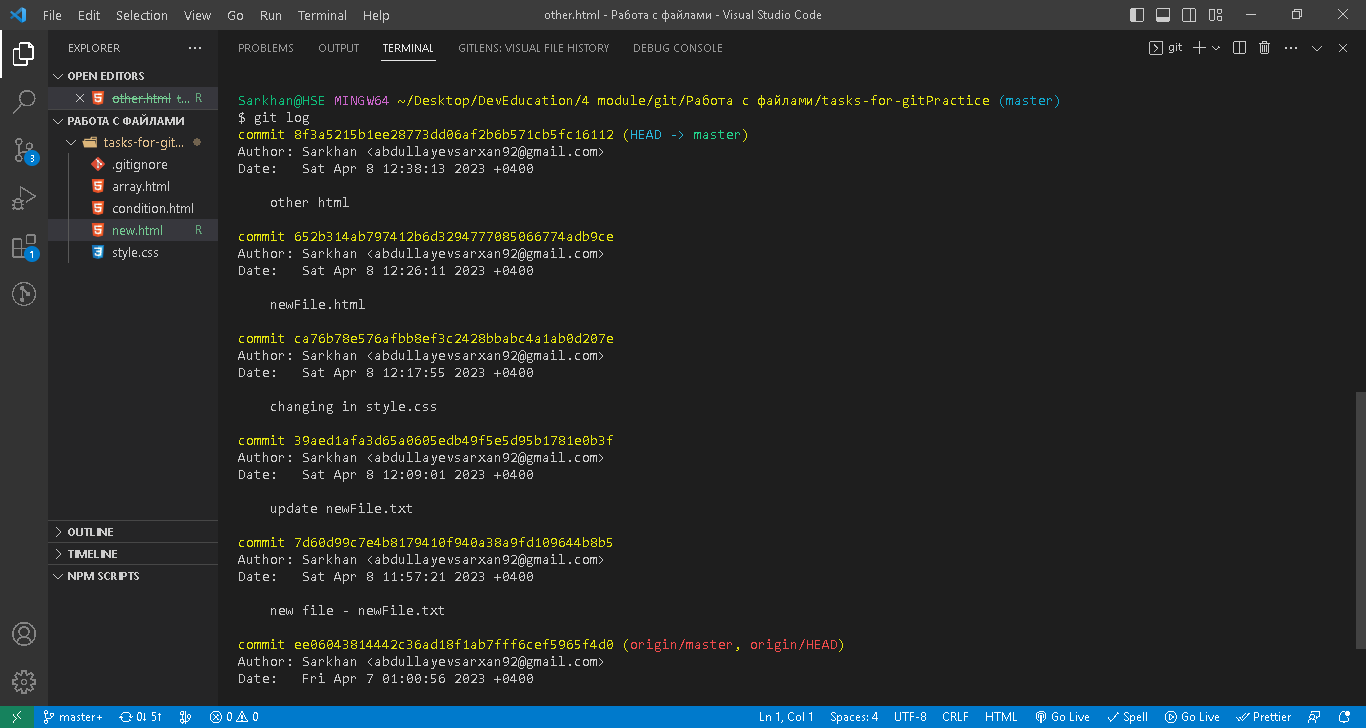 File Edit Selection View Go Run Terminal Help
other.html - Работа с файлами - Visual Studio Code
EXPLORER
OPEN EDITORS
other.html t... R
РАБОТА С ФАЙЛАМИ
tasks-for-git...
.gitignore
array.html
condition.html
new.html R
style.css
OUTLINE
TIMELINE
NPM SCRIPTS
3
1
PROBLEMS OUTPUT TERMINAL GITLENS: VISUAL FILE HISTORY DEBUG CONSOLE
git
Sarkhan@HSE MINGW64 ~/Desktop/DevEducation/4 module/git/Работа с файлами/tasks-for-gitPractice (master)
$ git log
commit 8f3a5215b1ee28773dd06af2b6b571cb5fc16112 (HEAD -> master)
Author: Sarkhan <abdullayevsarxan92@gmail.com>
Date:   Sat Apr 8 12:38:13 2023 +0400
other html
commit 652b314ab797412b6d3294777085066774adb9ce
Author: Sarkhan <abdullayevsarxan92@gmail.com>
Date:   Sat Apr 8 12:26:11 2023 +0400
newFile.html
commit ca76b78e576afbb8ef3c2428bbabc4a1ab0d207e
Author: Sarkhan <abdullayevsarxan92@gmail.com>
Date:   Sat Apr 8 12:17:55 2023 +0400
changing in style.css
commit 39aed1afa3d65a0605edb49f5e5d95b1781e0b3f
Author: Sarkhan <abdullayevsarxan92@gmail.com>
Date:   Sat Apr 8 12:09:01 2023 +0400
update newFile.txt
commit 7d60d99c7e4b8179410f940a38a9fd109644b8b5
Author: Sarkhan <abdullayevsarxan92@gmail.com>
Date:   Sat Apr 8 11:57:21 2023 +0400
new file - newFile.txt
commit ee06043814442c36ad18f1ab7fff6cef5965f4d0 (origin/master, origin/HEAD)
Author: Sarkhan <abdullayevsarxan92@gmail.com>
Date:   Fri Apr 7 01:00:56 2023 +0400
master+ 0↓ 5↑ 0 0 Ln 1, Col 1 Spaces: 4 UTF-8 CRLF HTML Go Live Spell Go Live Prettier